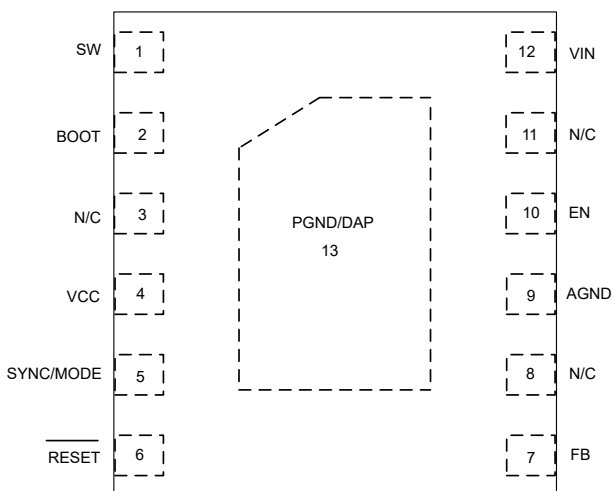 SW 1 12 VIN
BOOT 2 11 N/C
N/C 3 10 EN
PGND/DAP
13
VCC 4 9 AGND
SYNC/MODE 5 8 N/C
RESET 6 7 FB